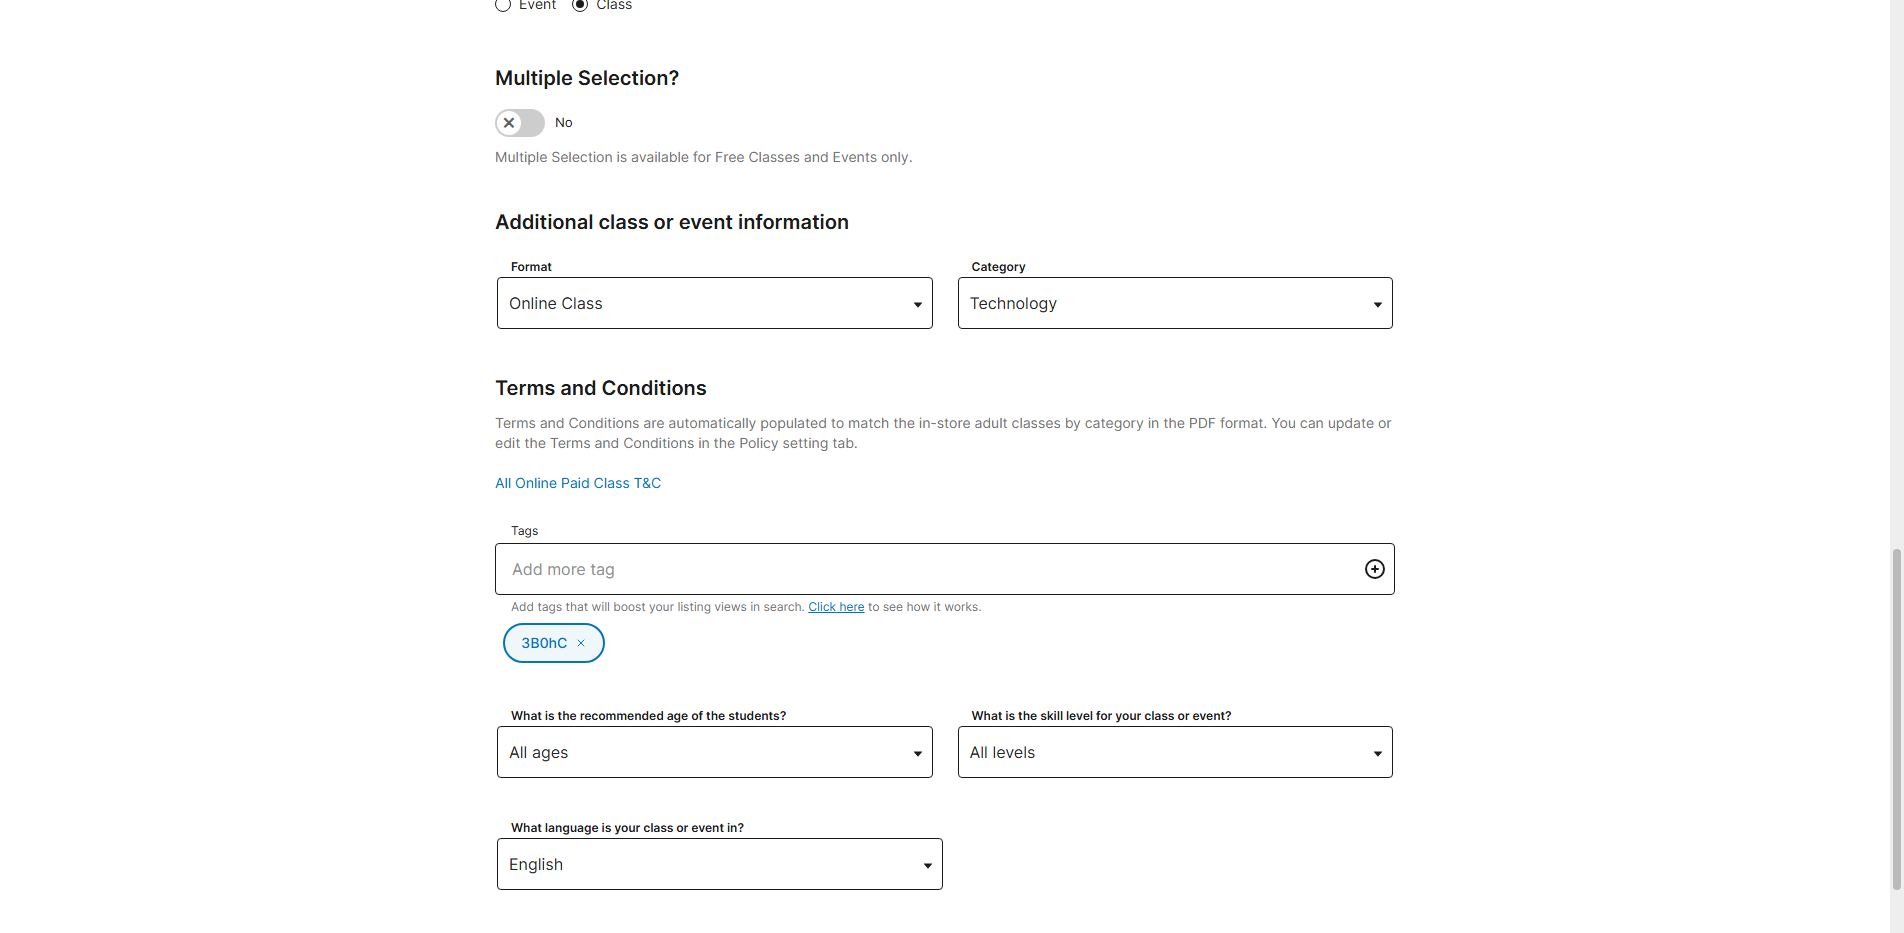 Event Class
Multiple Selection?
No
Multiple Selection is available for Free Classes and Events only.
Additional class or event information
Format Category
Online Class Technology
Terms and Conditions
Terms and Conditions are automatically populated to match the in-store adult classes by category in the PDF format. You can update or
edit the Terms and Conditions in the Policy setting tab.
All Online Paid Class T&C
Tags
Add more tag
Add tags that will boost your listing views in search. Click here to see how it works.
3B0hC
What is the recommended age of the students? What is the skill level for your class or event?
All ages All levels
What language is your class or event in?
English